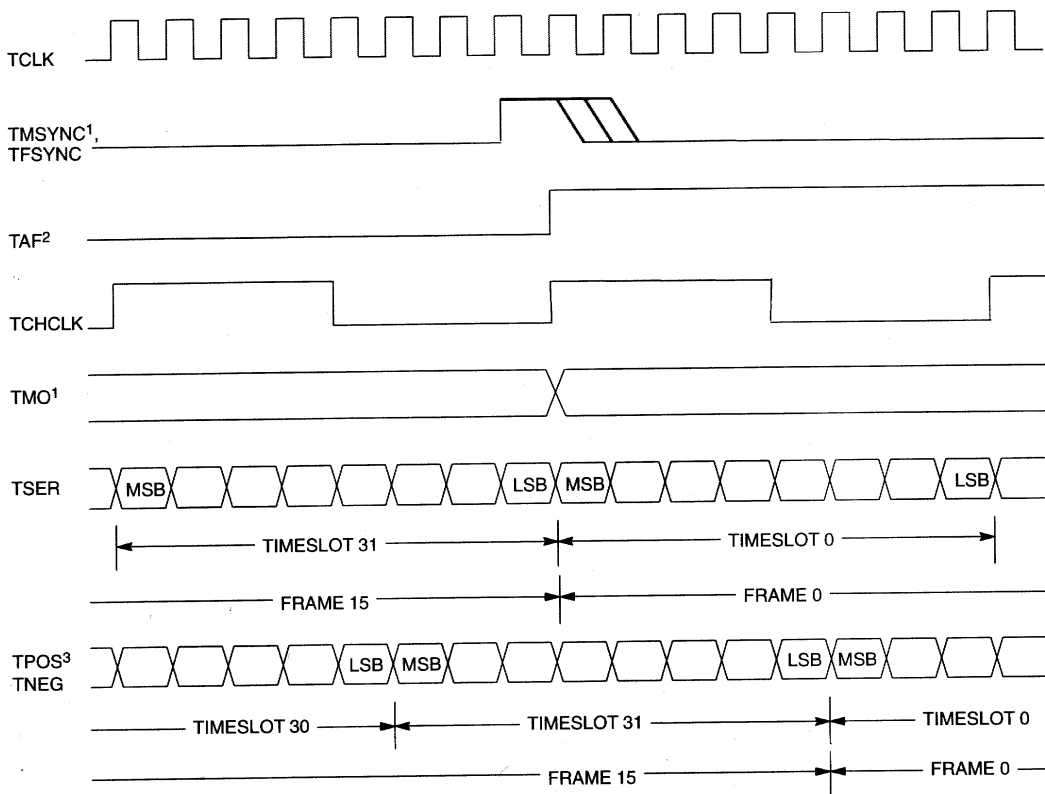 TCLK
TMSYNC¹,
TFSYNC
TAF²
TCHCLK
TMO¹
TSER MSB LSB MSB LSB
TIMESLOT 31 TIMESLOT 0
FRAME 15 FRAME 0
TPOS³ LSB MSB LSB MSB
TNEG
TIMESLOT 30 TIMESLOT 31 TIMESLOT 0
FRAME 15 FRAME 0